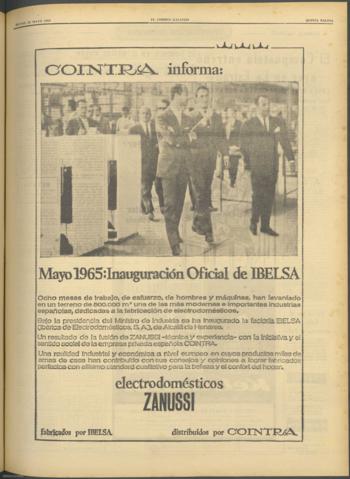 EL CORREO GALLEGO
COINTRA informa:
Mayo 1965: Inauguración Oficial de IBELSA
Ocho meses de trabajo, de esfuerzo, de hombres y máquinas, han levantado
en un terreno de 500.000 m² una de las más modernas e importantes industrias
españolas, dedicadas a la fabricación de electrodomésticos.
Bajo la presidencia del Ministro de Industria se ha inaugurado la factoría IBELSA
(Ibérica de Electrodomésticos, S.A.), de Alcalá de Henares.
Un resultado de la fusión de ZANUSSI -técnica y experiencia- con la iniciativa y el
sentido social de la empresa privada española COINTRA.
Una realidad industrial y económica a nivel europeo en cuyos productos miles de
amas de casa han contribuido con sus consejos y opiniones a lograr fabricados
perfectos con el mismo standard cualitativo para la belleza y el confort del hogar.
electrodomésticos
ZANUSSI
fabricados por IBELSA distribuidos por COINTRA